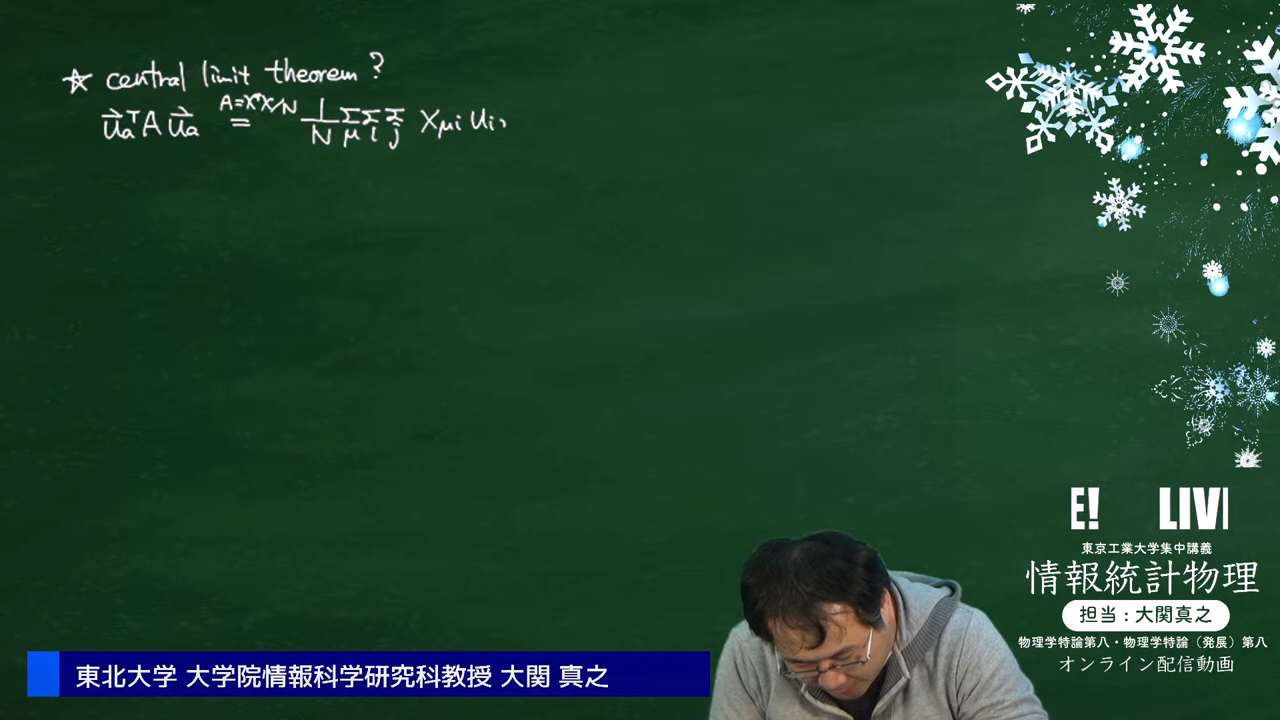 ☆ central limit theorem ?
A=XᵀX/N
u⃗aᵀ A u⃗a = 1/N Σμ Σi Σj Xμi ui,
E! LIV
東京工業大学集中講義
情報統計物理
担当：大関真之
物理学特論第八・物理学特論（発展）第八
オンライン配信動画
東北大学 大学院情報科学研究科教授 大関 真之